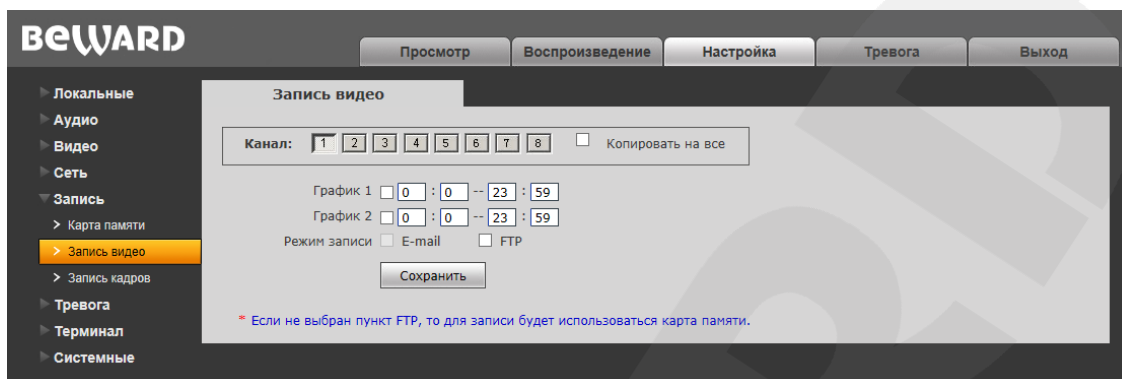 BEWARD
Просмотр Воспроизведение Настройка Тревога Выход
Локальные
Аудио
Видео
Сеть
Запись
> Карта памяти
> Запись видео
> Запись кадров
Тревога
Терминал
Системные
Запись видео
Канал: 1 2 3 4 5 6 7 8 Копировать на все
График 1 0 : 0 -- 23 : 59
График 2 0 : 0 -- 23 : 59
Режим записи E-mail FTP
Сохранить
* Если не выбран пункт FTP, то для записи будет использоваться карта памяти.